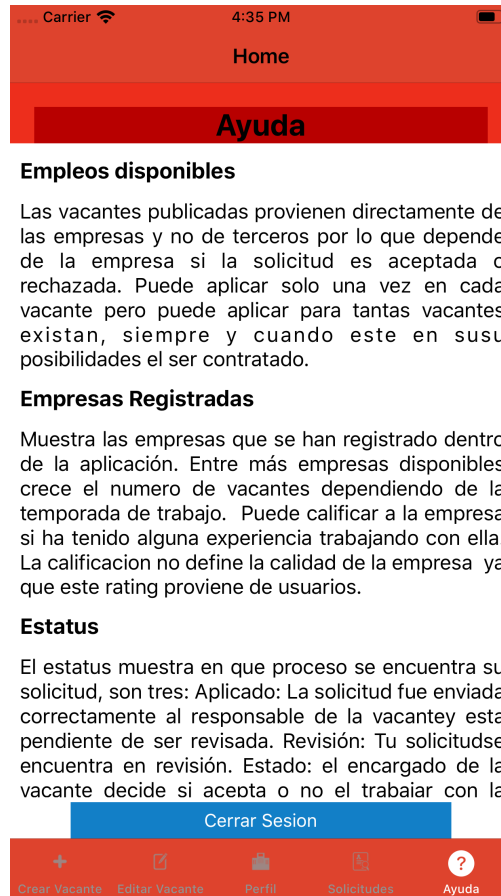 Carrier 4:35 PM
Home
Ayuda
Empleos disponibles
Las vacantes publicadas provienen directamente de
las empresas y no de terceros por lo que depende
de la empresa si la solicitud es aceptada o
rechazada. Puede aplicar solo una vez en cada
vacante pero puede aplicar para tantas vacantes
existan, siempre y cuando este en susu
posibilidades el ser contratado.
Empresas Registradas
Muestra las empresas que se han registrado dentro
de la aplicación. Entre más empresas disponibles
crece el numero de vacantes dependiendo de la
temporada de trabajo. Puede calificar a la empresa
si ha tenido alguna experiencia trabajando con ella
La calificacion no define la calidad de la empresa ya
que este rating proviene de usuarios.
Estatus
El estatus muestra en que proceso se encuentra su
solicitud, son tres: Aplicado: La solicitud fue enviada
correctamente al responsable de la vacantey esta
pendiente de ser revisada. Revisión: Tu solicitudse
encuentra en revisión. Estado: el encargado de la
vacante decide si acepta o no el trabajar con la
Cerrar Sesion
Crear Vacante Editar Vacante Perfil Solicitudes Ayuda